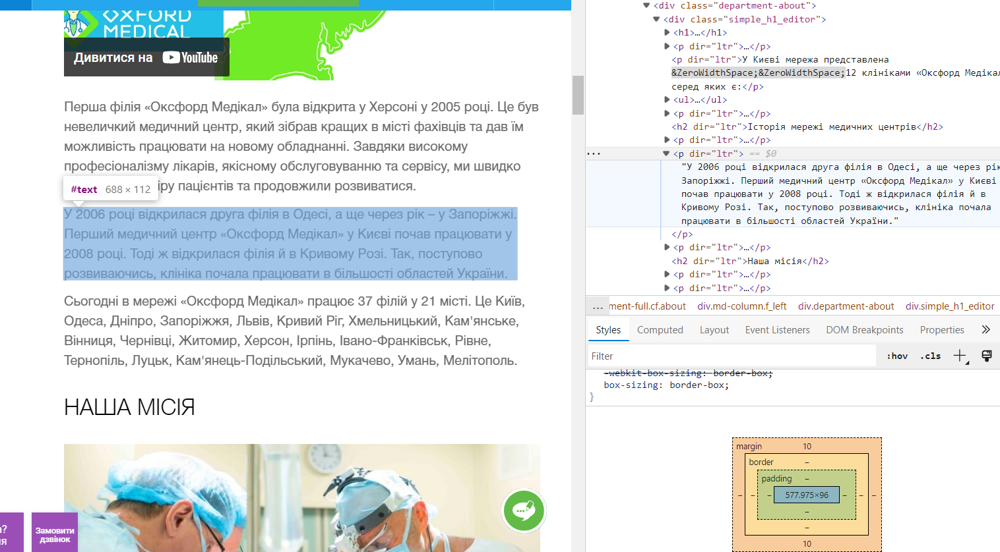 OXFORD
MEDICAL
Дивитися на YouTube
Перша філія «Оксфорд Медікал» була відкрита у Херсоні у 2005 році. Це був
невеличкий медичний центр, який зібрав кращих в місті фахівців та дав їм
можливість працювати на новому обладнанні. Завдяки високому
професіоналізму лікарів, якісному обслуговуванню та сервісу, ми швидко
іру пацієнтів та продовжили розвиватися.
#text 688 × 112
У 2006 році відкрилася друга філія в Одесі, а ще через рік – у Запоріжжі.
Перший медичний центр «Оксфорд Медікал» у Києві почав працювати у
2008 році. Тоді ж відкрилася філія й в Кривому Розі. Так, поступово
розвиваючись, клініка почала працювати в більшості областей України.
Сьогодні в мережі «Оксфорд Медікал» працює 37 філій у 21 місті. Це Київ,
Одеса, Дніпро, Запоріжжя, Львів, Кривий Ріг, Хмельницький, Кам'янське,
Вінниця, Чернівці, Житомир, Херсон, Ірпінь, Івано-Франківськ, Рівне,
Тернопіль, Луцьк, Кам'янець-Подільський, Мукачево, Умань, Мелітополь.
НАША МІСІЯ
?
ня
Замовити
дзвінок
<div class="department-about">
<div class="simple_h1_editor">
<h1>…</h1>
<p dir="ltr">…</p>
<p dir="ltr">У Києві мережа представлена
&ZeroWidthSpace;&ZeroWidthSpace;12 клініками «Оксфорд Медікал
серед яких є:</p>
<ul>…</ul>
<p dir="ltr">…</p>
<h2 dir="ltr">Історія мережі медичних центрів</h2>
<p dir="ltr">…</p>
... <p dir="ltr"> == $0
"У 2006 році відкрилася друга філія в Одесі, а ще через рік
Запоріжжі. Перший медичний центр «Оксфорд Медікал» у Києві
почав працювати у 2008 році. Тоді ж відкрилася філія й в
Кривому Розі. Так, поступово розвиваючись, клініка почала
працювати в більшості областей України."
</p>
<p dir="ltr">…</p>
<h2 dir="ltr">Наша місія</h2>
<p dir="ltr">…</p>
<p dir="ltr">…</p>
... ment-full.cf.about div.md-column.f_left div.department-about div.simple_h1_editor
Styles Computed Layout Event Listeners DOM Breakpoints Properties
Filter :hov .cls
-webkit-box-sizing: border-box;
box-sizing: border-box;
}
margin 10
border –
padding –
– – – 577.975×96 – – –
–
–
10